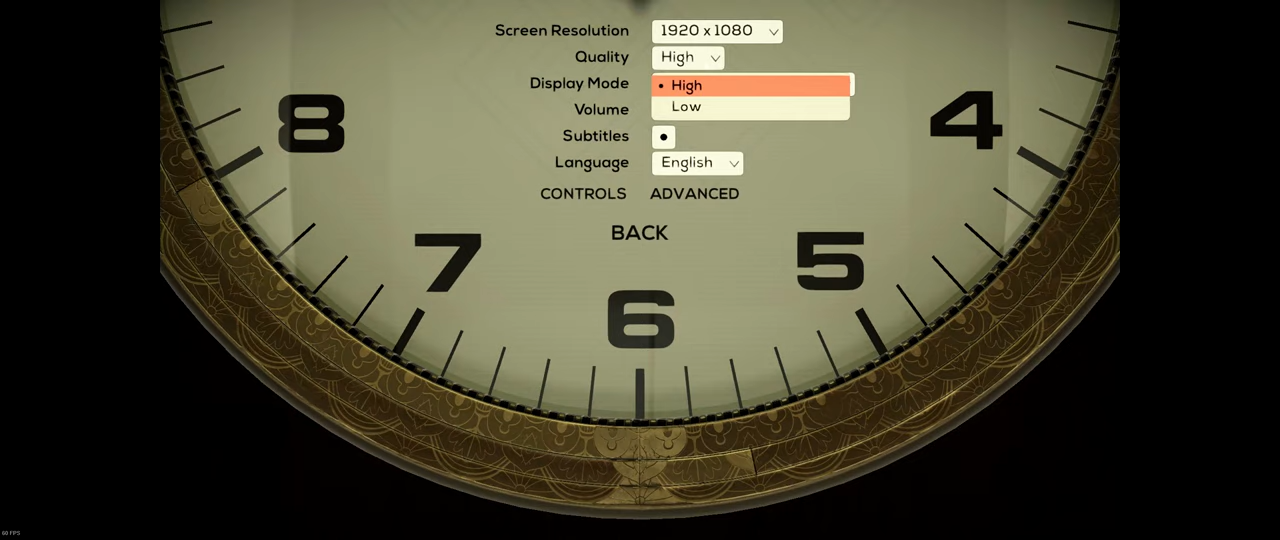 Screen Resolution 1920 x 1080
Quality High
Display Mode
• High
Low
Volume
Subtitles
Language English
CONTROLS ADVANCED
BACK
8 4
7 5
6
60 FPS